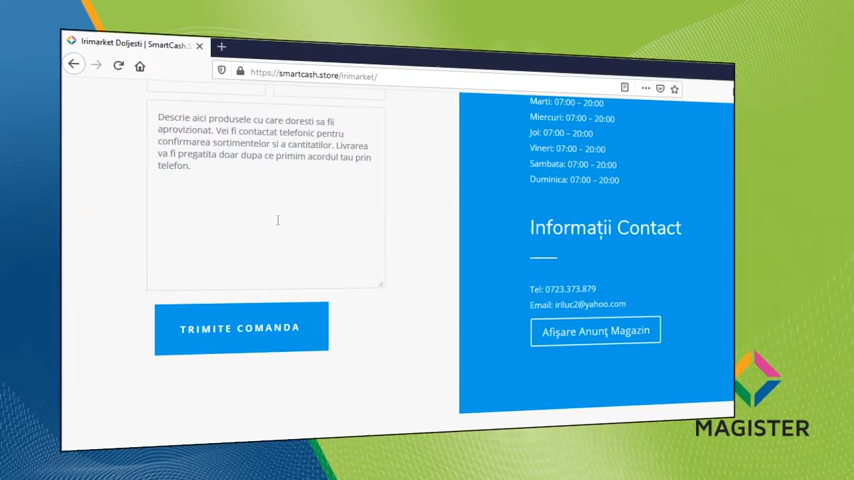 Irimarket Doljesti | SmartCash.S
https://smartcash.store/irimarket/
Descrie aici produsele cu care doresti sa fii
aprovizionat. Vei fi contactat telefonic pentru
confirmarea sortimentelor si a cantitatilor. Livrarea
va fi pregatita doar dupa ce primim acordul tau prin
telefon.
TRIMITE COMANDA
Marti: 07:00 – 20:00
Miercuri: 07:00 – 20:00
Joi: 07:00 – 20:00
Vineri: 07:00 – 20:00
Sambata: 07:00 – 20:00
Duminica: 07:00 – 20:00
Informații Contact
Tel: 0723.373.879
Email: iriluc2@yahoo.com
Afișare Anunț Magazin
MAGISTER